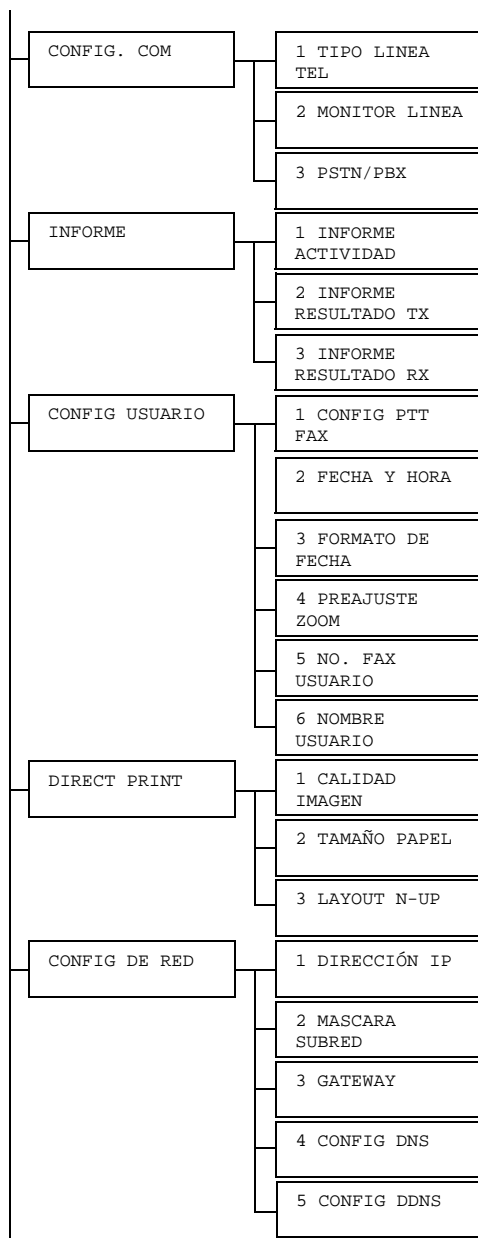 CONFIG. COM
1 TIPO LINEA
TEL
2 MONITOR LINEA
3 PSTN/PBX
INFORME
1 INFORME
ACTIVIDAD
2 INFORME
RESULTADO TX
3 INFORME
RESULTADO RX
CONFIG USUARIO
1 CONFIG PTT
FAX
2 FECHA Y HORA
3 FORMATO DE
FECHA
4 PREAJUSTE
ZOOM
5 NO. FAX
USUARIO
6 NOMBRE
USUARIO
DIRECT PRINT
1 CALIDAD
IMAGEN
2 TAMAÑO PAPEL
3 LAYOUT N-UP
CONFIG DE RED
1 DIRECCIÓN IP
2 MASCARA
SUBRED
3 GATEWAY
4 CONFIG DNS
5 CONFIG DDNS